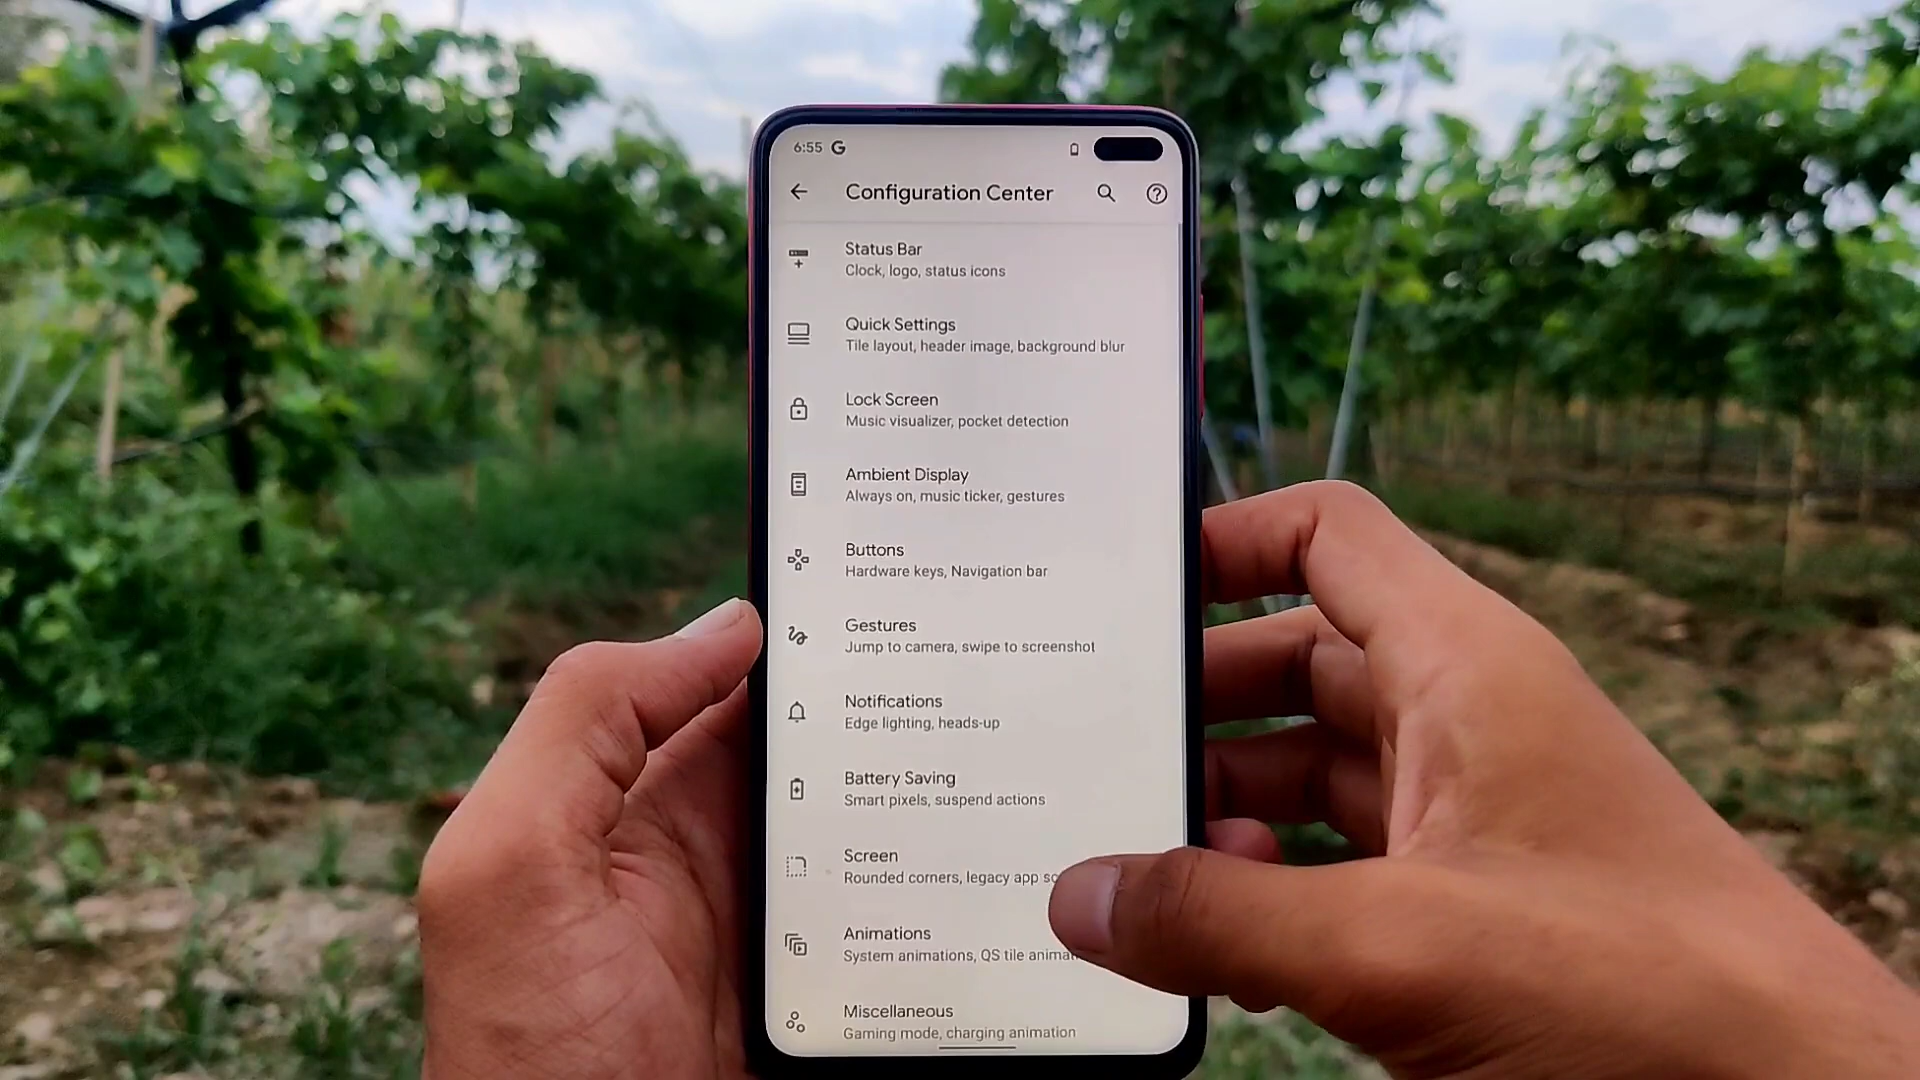 6:55 G
Configuration Center
Status Bar
Clock, logo, status icons
Quick Settings
Tile layout, header image, background blur
Lock Screen
Music visualizer, pocket detection
Ambient Display
Always on, music ticker, gestures
Buttons
Hardware keys, Navigation bar
Gestures
Jump to camera, swipe to screenshot
Notifications
Edge lighting, heads-up
Battery Saving
Smart pixels, suspend actions
Screen
Rounded corners, legacy app
Animations
System animations, QS tile
Miscellaneous
Gaming mode, charging animation